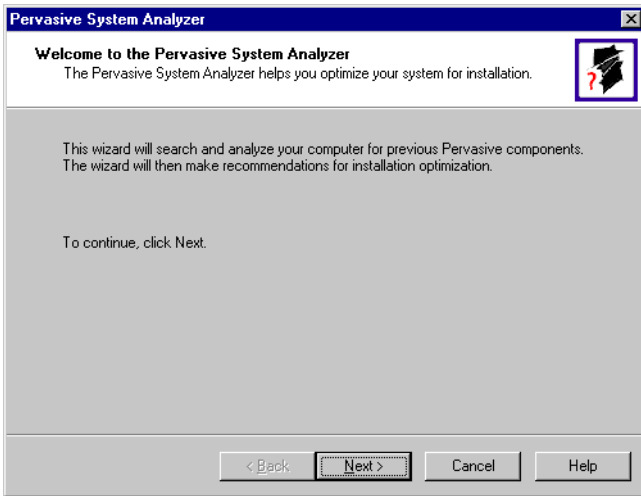 Pervasive System Analyzer
Welcome to the Pervasive System Analyzer
The Pervasive System Analyzer helps you optimize your system for installation.
?
This wizard will search and analyze your computer for previous Pervasive components.
The wizard will then make recommendations for installation optimization.
To continue, click Next.
< Back Next > Cancel Help